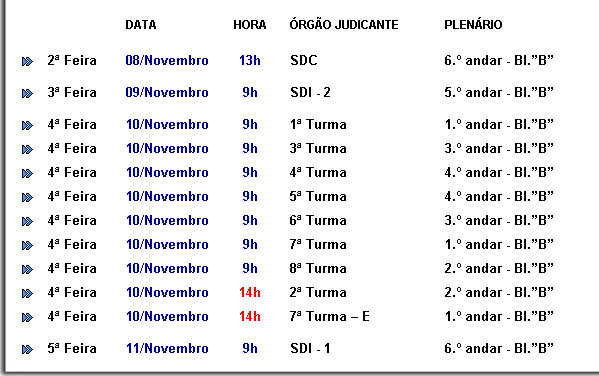 DATA HORA ÓRGÃO JUDICANTE PLENÁRIO
2ª Feira 08/Novembro 13h SDC 6.º andar - Bl.”B”
3ª Feira 09/Novembro 9h SDI - 2 5.º andar - Bl.”B”
4ª Feira 10/Novembro 9h 1ª Turma 1.º andar - Bl.”B”
4ª Feira 10/Novembro 9h 3ª Turma 3.º andar - Bl.”B”
4ª Feira 10/Novembro 9h 4ª Turma 4.º andar - Bl.”B”
4ª Feira 10/Novembro 9h 5ª Turma 4.º andar - Bl.”B”
4ª Feira 10/Novembro 9h 6ª Turma 3.º andar - Bl.”B”
4ª Feira 10/Novembro 9h 7ª Turma 1.º andar - Bl.”B”
4ª Feira 10/Novembro 9h 8ª Turma 2.º andar - Bl.”B”
4ª Feira 10/Novembro 14h 2ª Turma 2.º andar - Bl.”B”
4ª Feira 10/Novembro 14h 7ª Turma – E 1.º andar - Bl.”B”
5ª Feira 11/Novembro 9h SDI - 1 6.º andar - Bl.”B”